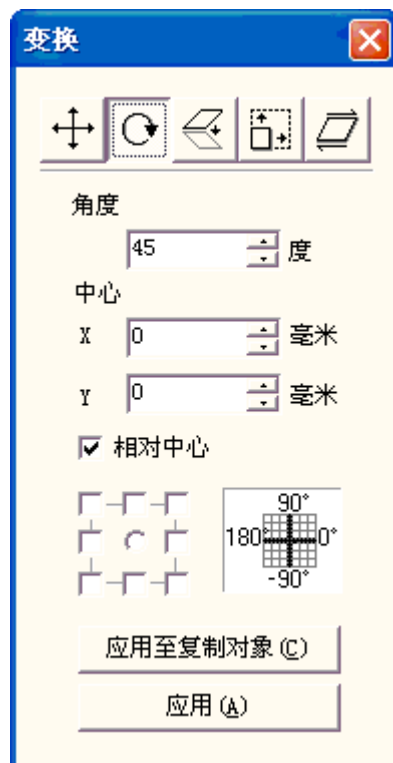 变换
角度
45 度
中心
X 0 毫米
Y 0 毫米
相对中心
90°
180° 0°
-90°
应用至复制对象(C)
应用(A)